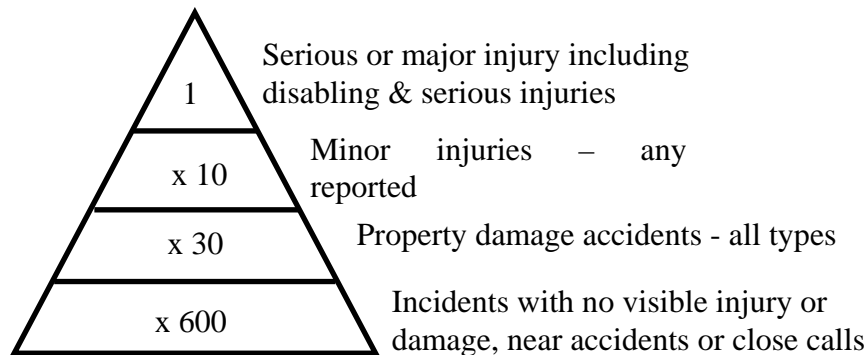 Serious or major injury including
1
disabling & serious injuries
Minor injuries – any
x 10
reported
x 30
Property damage accidents - all types
Incidents with no visible injury or
x 600
damage, near accidents or close calls